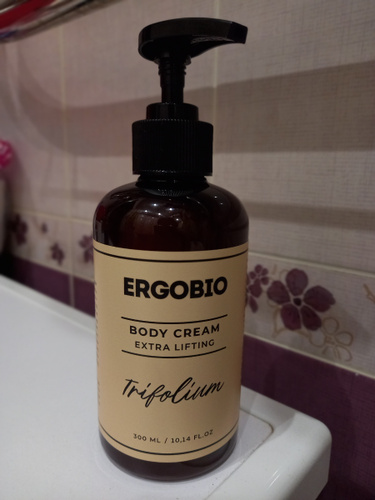 ERGOBIO
BODY CREAM
EXTRA LIFTING
Trifolium
300 ML / 10,14 FL.OZ